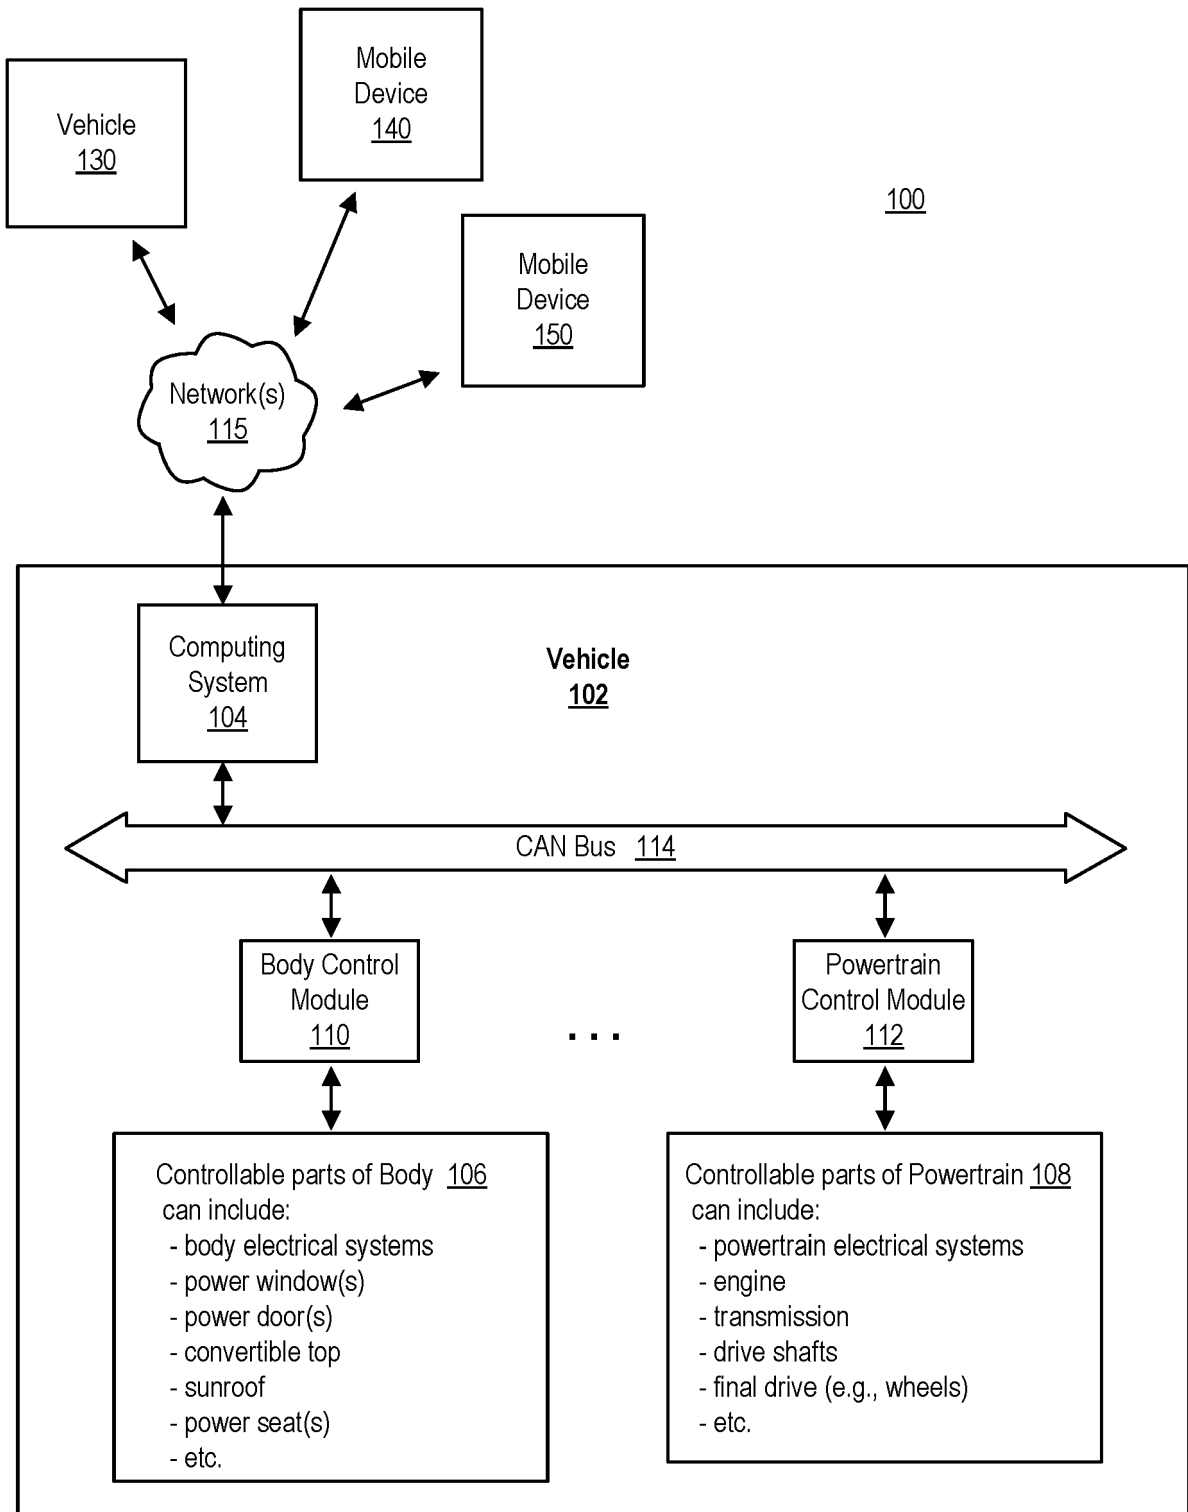 Mobile
Device
140
Vehicle
130
100
Mobile
Device
150
Network(s)
115
Computing
System
104
Vehicle
102
CAN Bus 114
Body Control
Module
110
. . .
Powertrain
Control Module
112
Controllable parts of Body 106
can include:
- body electrical systems
- power window(s)
- power door(s)
- convertible top
- sunroof
- power seat(s)
- etc.
Controllable parts of Powertrain 108
can include:
- powertrain electrical systems
- engine
- transmission
- drive shafts
- final drive (e.g., wheels)
- etc.